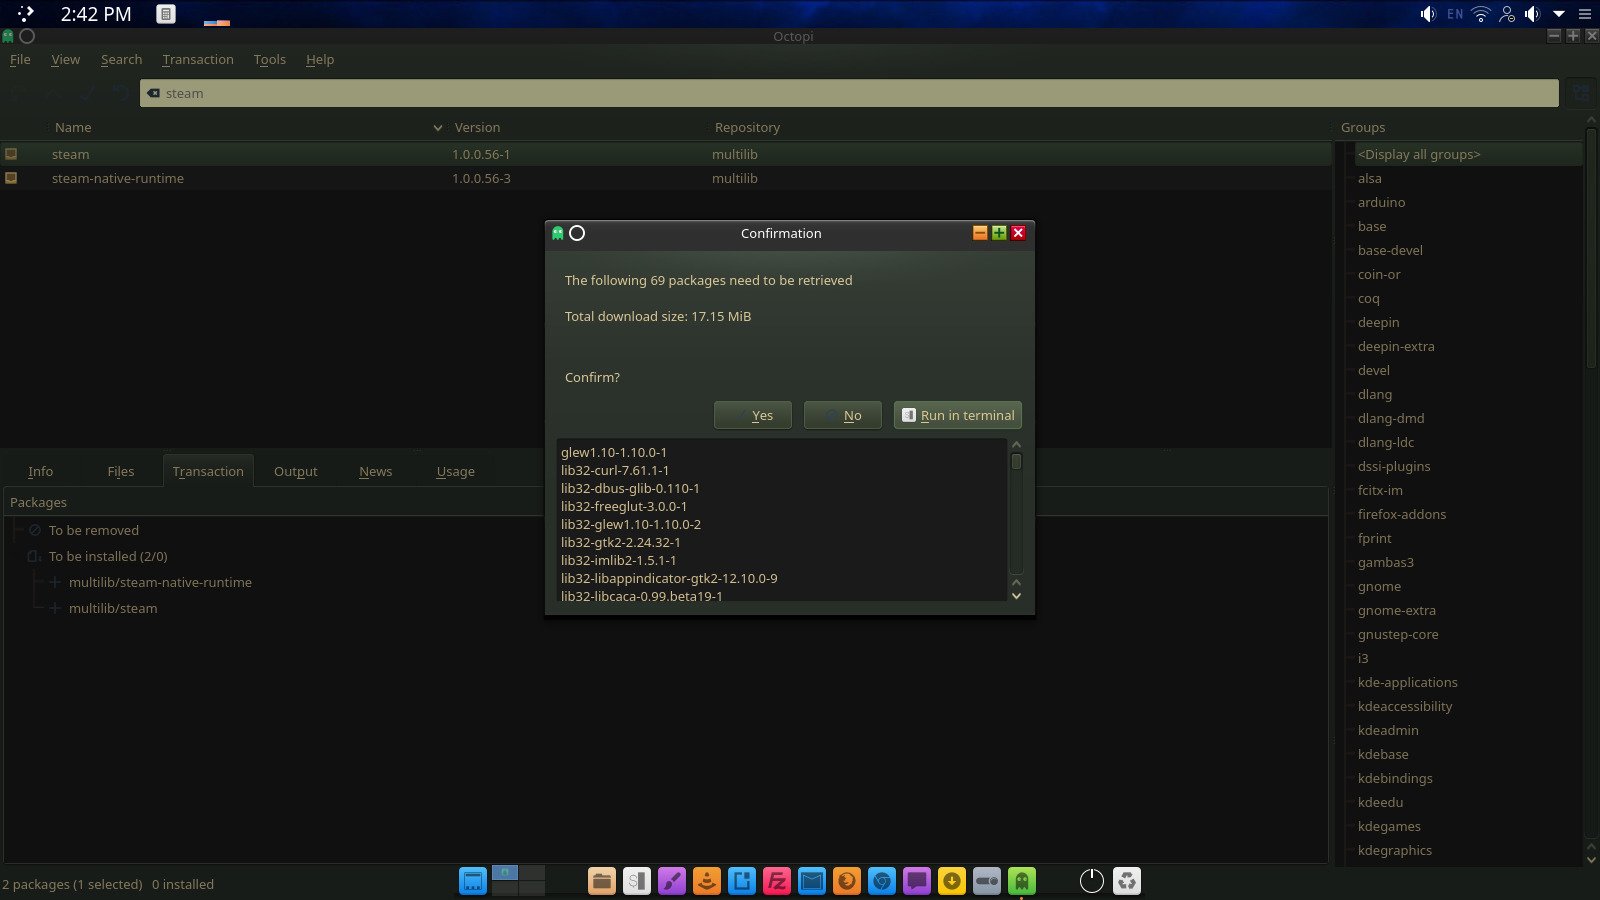 2:42 PM
EN
Octopi
File View Search Transaction Tools Help
steam
Name Version Repository Groups
steam 1.0.0.56-1 multilib
steam-native-runtime 1.0.0.56-3 multilib
<Display all groups>
alsa
arduino
base
base-devel
coin-or
coq
deepin
deepin-extra
devel
dlang
dlang-dmd
dlang-ldc
dssi-plugins
fcitx-im
firefox-addons
fprint
gambas3
gnome
gnome-extra
gnustep-core
i3
kde-applications
kdeaccessibility
kdeadmin
kdebase
kdebindings
kdeedu
kdegames
kdegraphics
Confirmation
The following 69 packages need to be retrieved
Total download size: 17.15 MiB
Confirm?
Yes No Run in terminal
glew1.10-1.10.0-1
lib32-curl-7.61.1-1
lib32-dbus-glib-0.110-1
lib32-freeglut-3.0.0-1
lib32-glew1.10-1.10.0-2
lib32-gtk2-2.24.32-1
lib32-imlib2-1.5.1-1
lib32-libappindicator-gtk2-12.10.0-9
lib32-libcaca-0.99.beta19-1
Info Files Transaction Output News Usage
Packages
To be removed
To be installed (2/0)
multilib/steam-native-runtime
multilib/steam
2 packages (1 selected) 0 installed
Fz